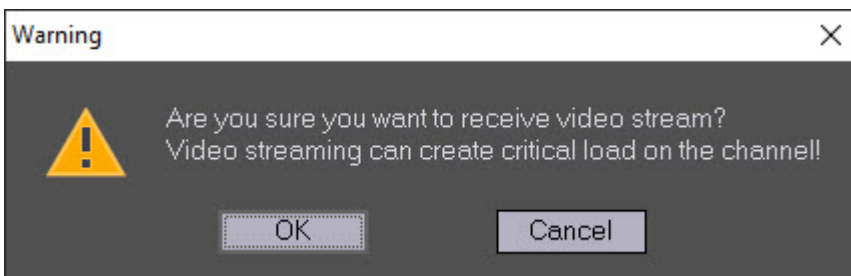 Warning
Are you sure you want to receive video stream?
Video streaming can create critical load on the channel!
OK
Cancel